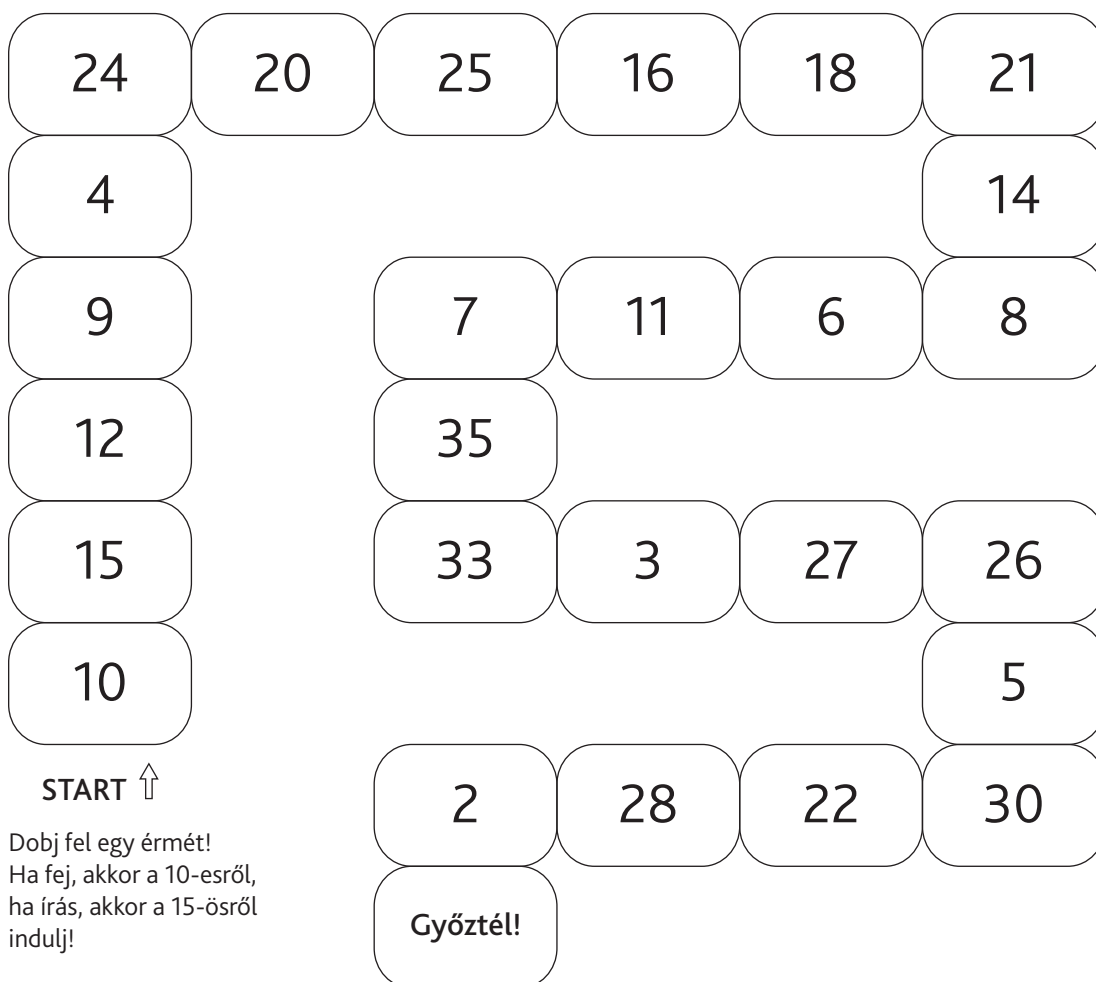 24 20 25 16 18 21
4 14
9 7 11 6 8
12 35
15 33 3 27 26
10 5
START
2 28 22 30
Dobj fel egy érmét!
Ha fej, akkor a 10-esről,
ha írás, akkor a 15-ösről
indulj!
Győztél!